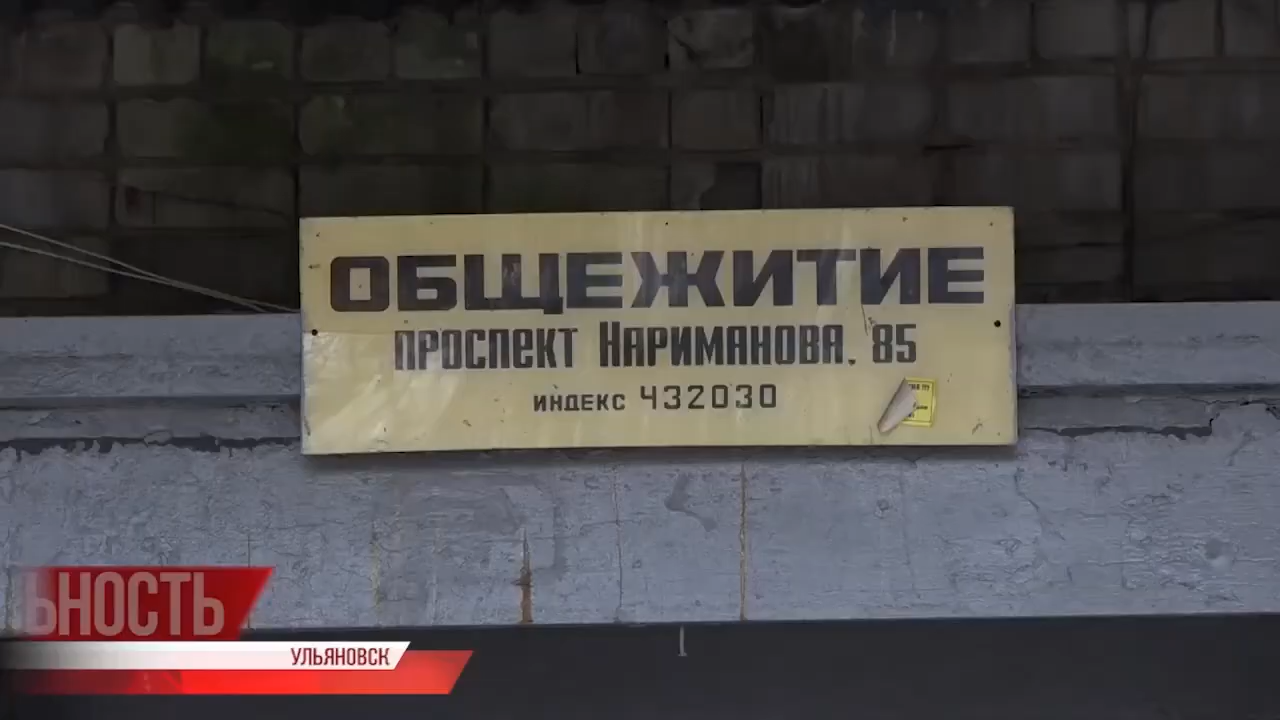 ОБЩЕЖИТИЕ
ПРОСПЕКТ НАРИМАНОВА, 85
ИНДЕКС 432030
ЬНОСТЬ
УЛЬЯНОВСК